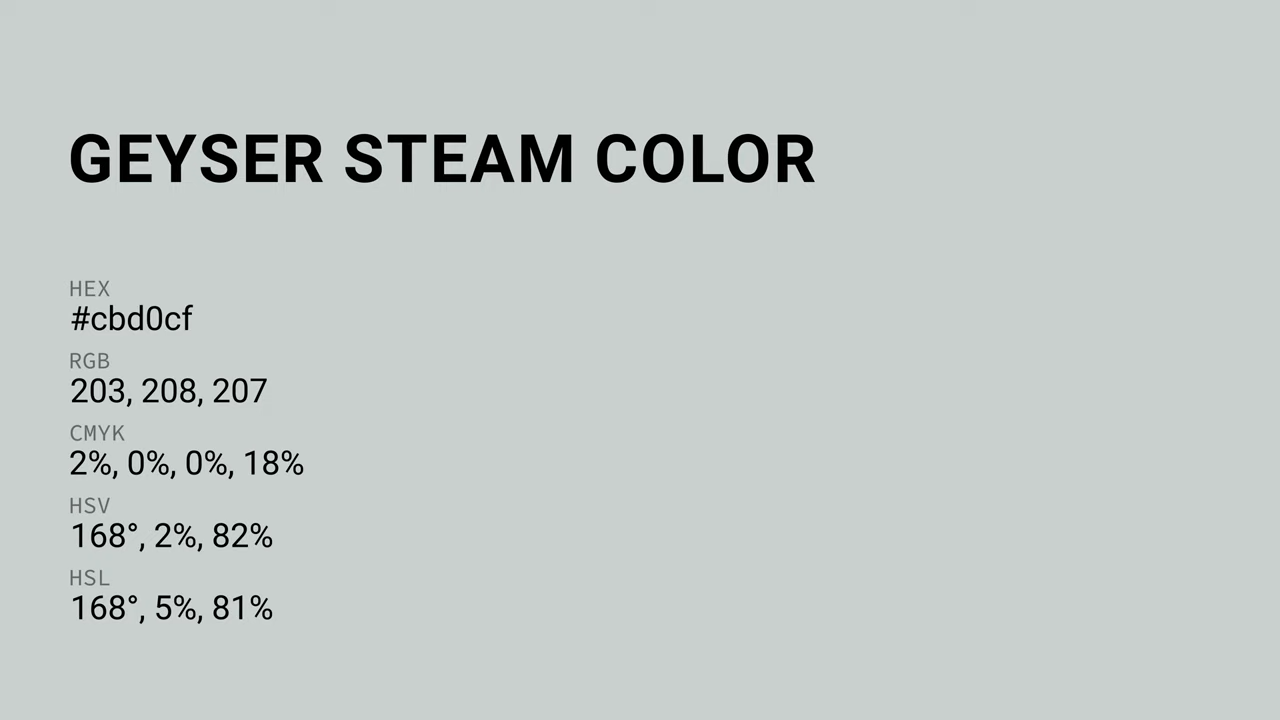 GEYSER STEAM COLOR
HEX
#cbd0cf
RGB
203, 208, 207
CMYK
2%, 0%, 0%, 18%
HSV
168°, 2%, 82%
HSL
168°, 5%, 81%